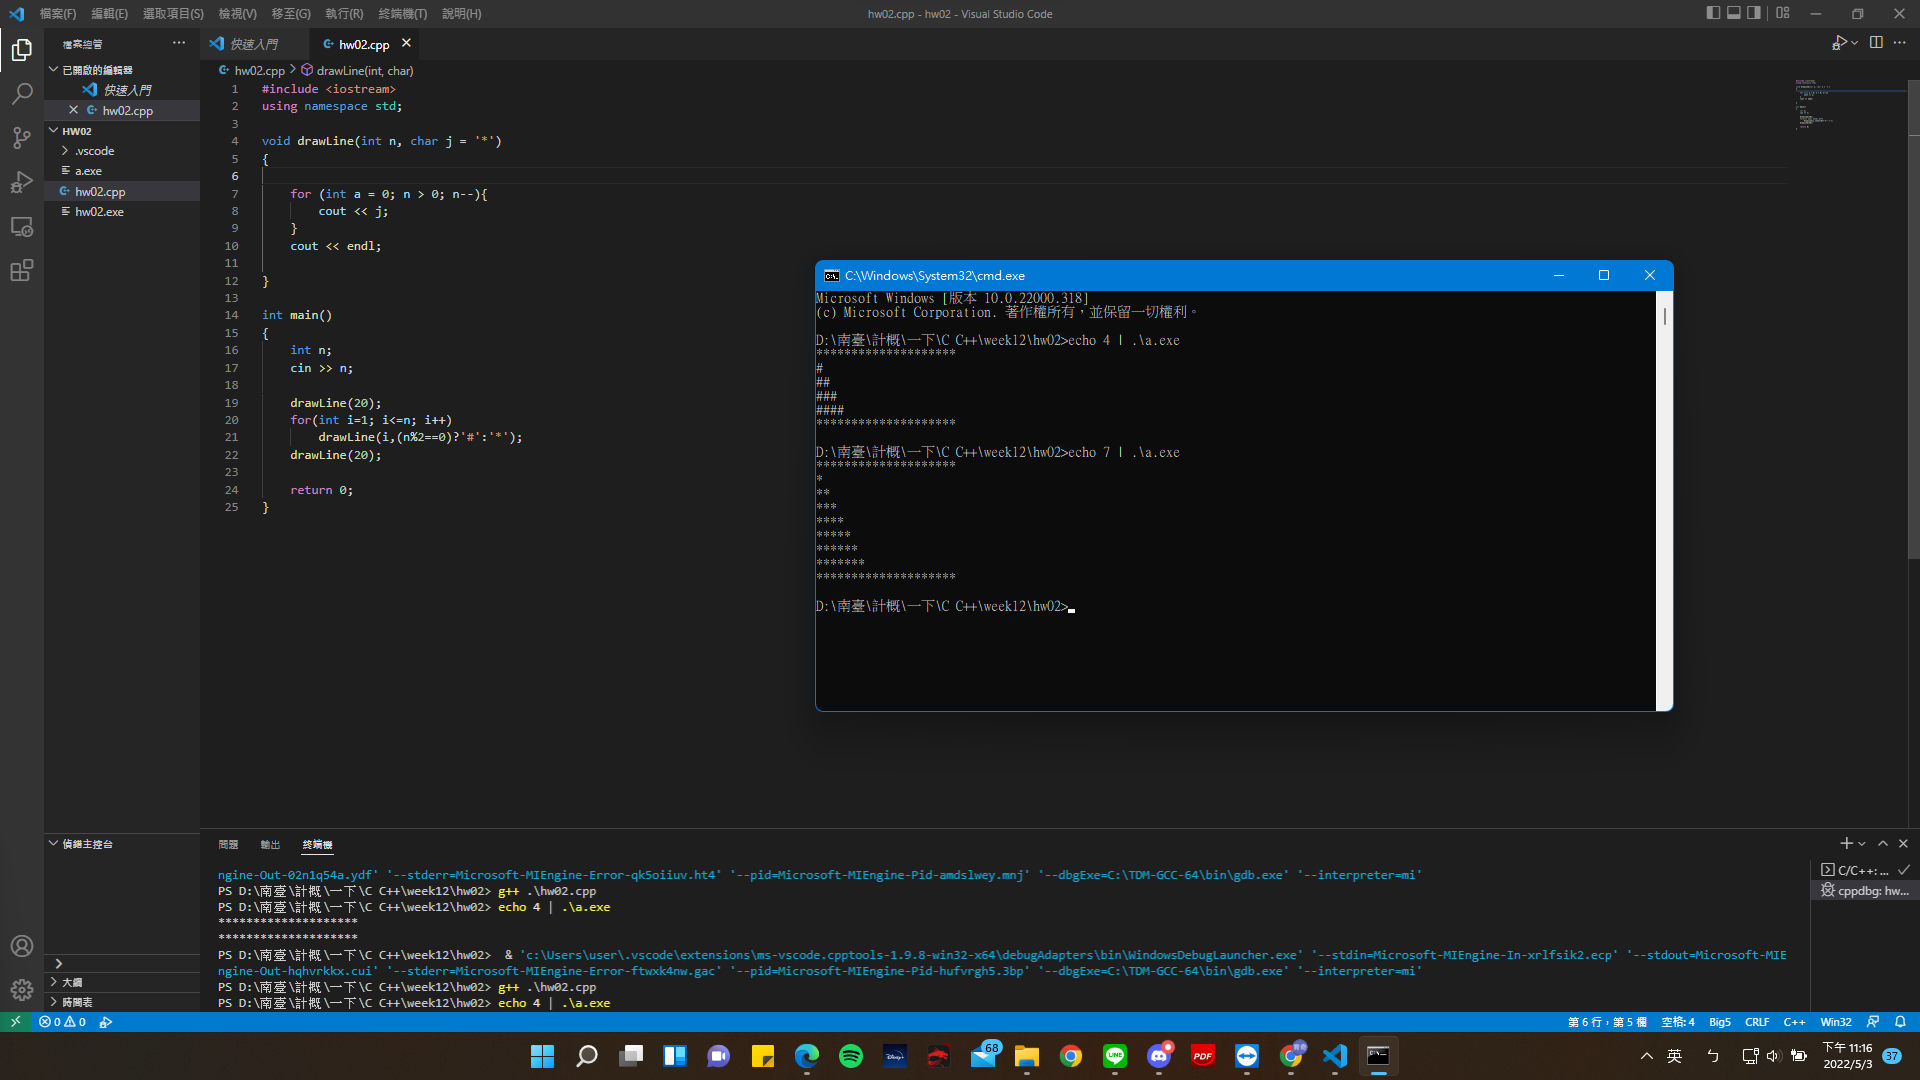 檔案(F) 編輯(E) 選取項目(S) 檢視(V) 移至(G) 執行(R) 終端機(T) 說明(H)
hw02.cpp - hw02 - Visual Studio Code
檔案總管
已開啟的編輯器
快速入門
hw02.cpp
HW02
.vscode
a.exe
hw02.cpp
hw02.exe
偵錯主控台
大綱
時間表
快速入門 hw02.cpp
hw02.cpp > drawLine(int, char)
1 #include <iostream>
2 using namespace std;
3
4 void drawLine(int n, char j = '*')
5 {
6
7     for (int a = 0; n > 0; n--){
8         cout << j;
9     }
10     cout << endl;
11
12 }
13
14 int main()
15 {
16     int n;
17     cin >> n;
18
19     drawLine(20);
20     for(int i=1; i<=n; i++)
21         drawLine(i,(n%2==0)?'#':'*');
22     drawLine(20);
23
24     return 0;
25 }
C:\Windows\System32\cmd.exe
Microsoft Windows [版本 10.0.22000.318]
(c) Microsoft Corporation. 著作權所有，並保留一切權利。
D:\南臺\計概\一下\C C++\week12\hw02>echo 4 | .\a.exe
********************
#
##
###
####
********************
D:\南臺\計概\一下\C C++\week12\hw02>echo 7 | .\a.exe
********************
*
**
***
****
*****
******
*******
********************
D:\南臺\計概\一下\C C++\week12\hw02>
問題 輸出 終端機
ngine-Out-02n1q54a.ydf' '--stderr=Microsoft-MIEngine-Error-qk5oiiuv.ht4' '--pid=Microsoft-MIEngine-Pid-amdslwey.mnj' '--dbgExe=C:\TDM-GCC-64\bin\gdb.exe' '--interpreter=mi'
PS D:\南臺\計概\一下\C C++\week12\hw02> g++ .\hw02.cpp
PS D:\南臺\計概\一下\C C++\week12\hw02> echo 4 | .\a.exe
********************
********************
PS D:\南臺\計概\一下\C C++\week12\hw02>  & 'c:\Users\user\.vscode\extensions\ms-vscode.cpptools-1.9.8-win32-x64\debugAdapters\bin\WindowsDebugLauncher.exe' '--stdin=Microsoft-MIEngine-In-xrlfsik2.ecp' '--stdout=Microsoft-MIE
ngine-Out-hqhvrkkx.cui' '--stderr=Microsoft-MIEngine-Error-ftwxk4nw.gac' '--pid=Microsoft-MIEngine-Pid-hufvrgh5.3bp' '--dbgExe=C:\TDM-GCC-64\bin\gdb.exe' '--interpreter=mi'
PS D:\南臺\計概\一下\C C++\week12\hw02> g++ .\hw02.cpp
PS D:\南臺\計概\一下\C C++\week12\hw02> echo 4 | .\a.exe
C/C++: ...
cppdbg: hw...
0 0
第 6 行，第 5 欄 空格: 4 Big5 CRLF C++ Win32
Disney+
68
PDF
LINE
英 ㄅ
下午 11:16
2022/5/3
37